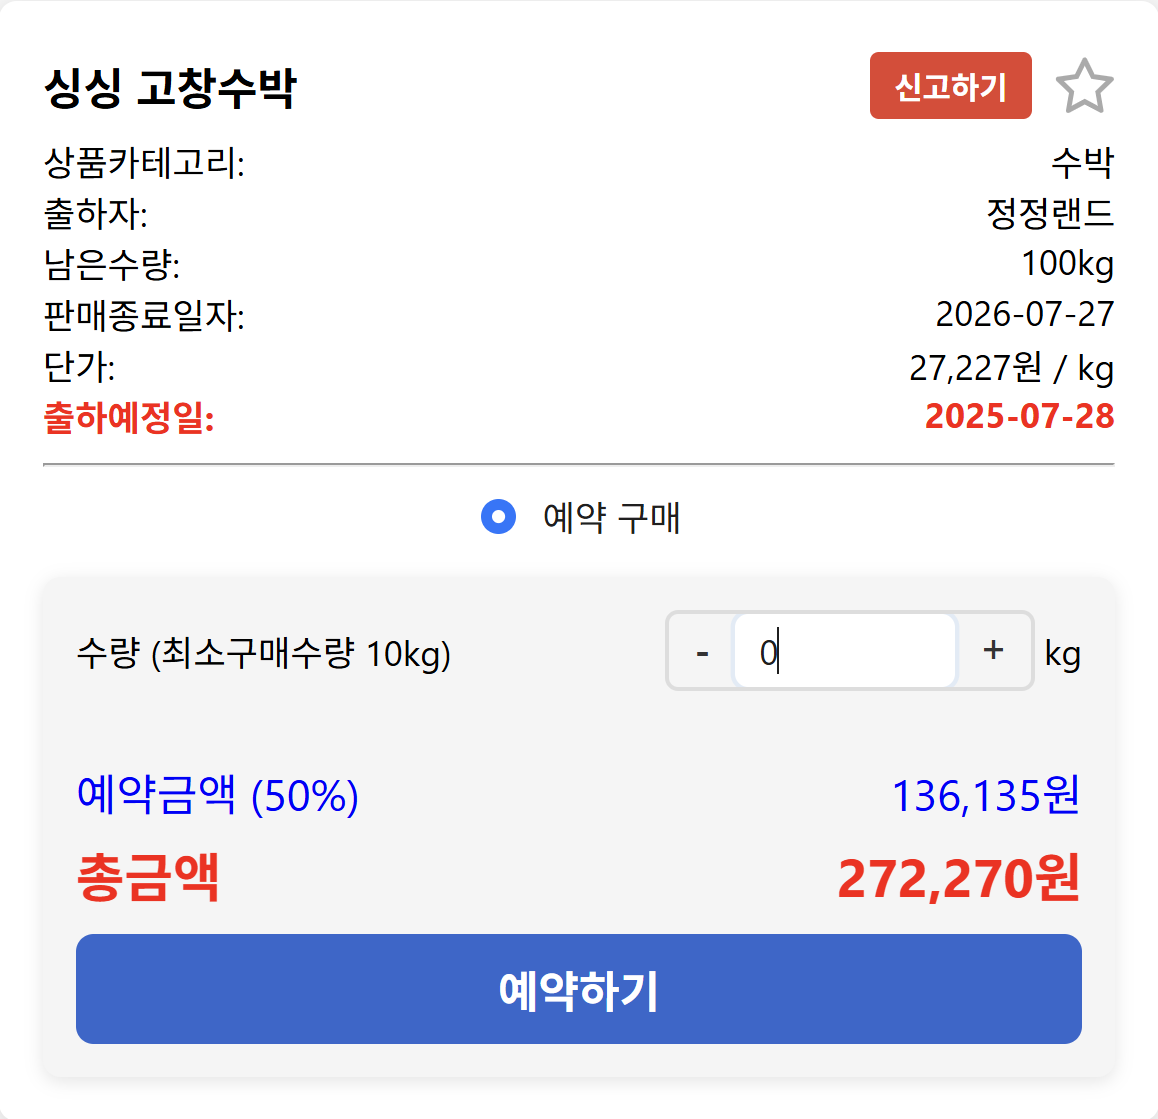 싱싱 고창수박 신고하기
상품카테고리: 수박
출하자: 정정랜드
남은수량: 100kg
판매종료일자: 2026-07-27
단가: 27,227원 / kg
출하예정일: 2025-07-28
예약 구매
수량 (최소구매수량 10kg) - 0 + kg
예약금액 (50%) 136,135원
총금액 272,270원
예약하기